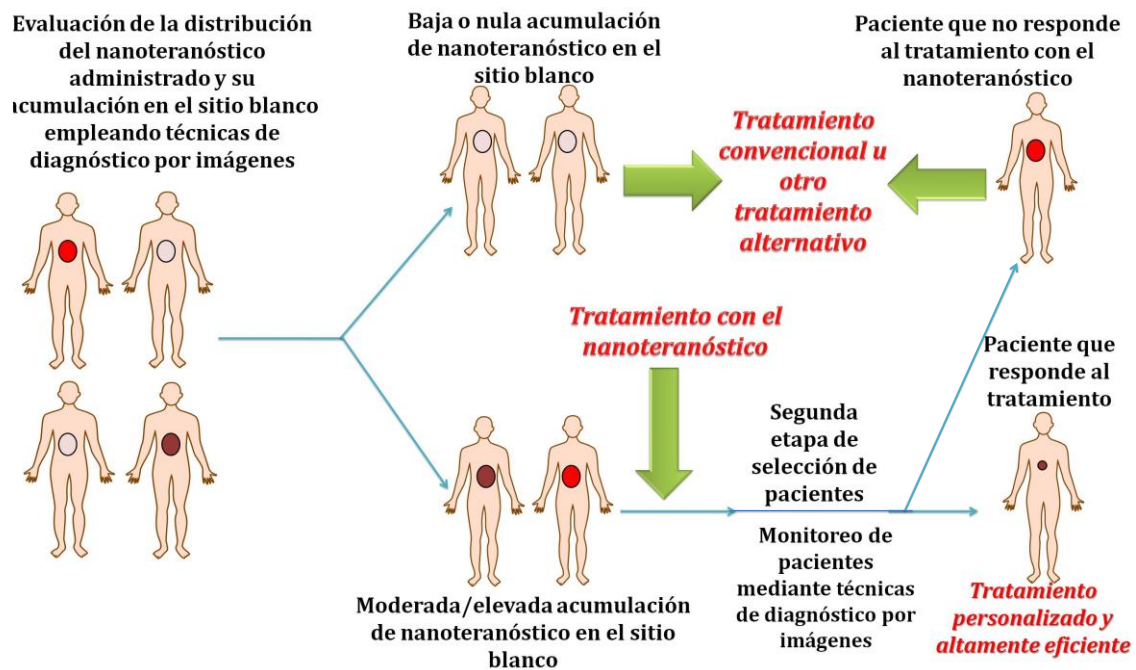 Evaluación de la distribución
del nanoteranóstico
administrado y su
acumulación en el sitio blanco
empleando técnicas de
diagnóstico por imágenes
Baja o nula acumulación
de nanoteranóstico en el
sitio blanco
Paciente que no responde
al tratamiento con el
nanoteranóstico
Tratamiento
convencional u
otro
tratamiento
alternativo
Tratamiento con el
nanoteranóstico
Moderada/elevada acumulación
de nanoteranóstico en el sitio
blanco
Segunda
etapa de
selección de
pacientes
Monitoreo de
pacientes
mediante técnicas
de diagnóstico por
imágenes
Paciente que
responde al
tratamiento
Tratamiento
personalizado y
altamente eficiente